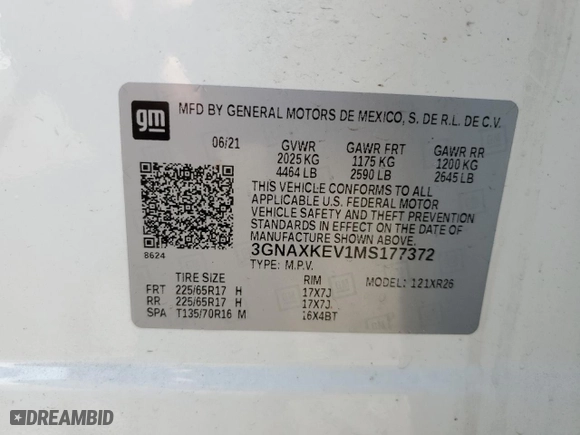 gm
MFD BY GENERAL MOTORS DE MEXICO, S. DE R.L. DE C.V.
06/21 GVWR GAWR FRT GAWR RR
2025 KG 1175 KG 1200 KG
4464 LB 2590 LB 2645 LB
THIS VEHICLE CONFORMS TO ALL
APPLICABLE U.S. FEDERAL MOTOR
VEHICLE SAFETY AND THEFT PREVENTION
STANDARDS IN EFFECT ON THE DATE OF
MANUFACTURE SHOWN ABOVE.
8624
3GNAXKEV1MS177372
TYPE: M.P.V. MODEL: 121XR26
TIRE SIZE RIM
FRT 225/65R17 H 17X7J
RR 225/65R17 H 17X7J
SPA T135/70R16 M 16X4BT
DREAMBID